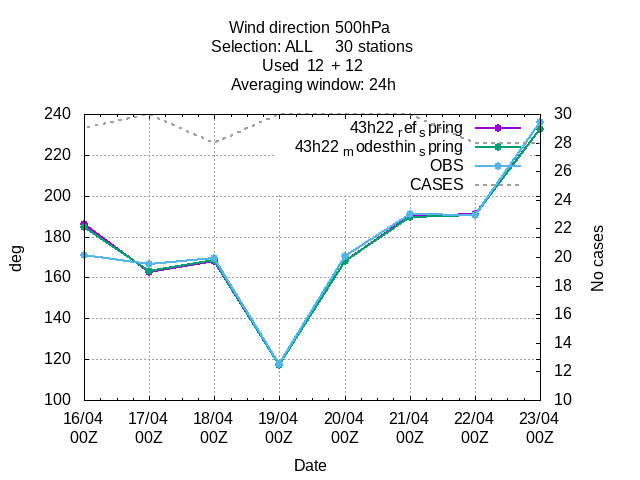 Wind direction 500hPa
Selection: ALL 30 stations
Used 12 + 12
Averaging window: 24h
43h22 ref spring
43h22 modesthin spring
OBS
CASES
deg
240
220
200
180
160
140
120
100
30
28
26
24
22
20
18
16
14
12
10
No cases
16/04 17/04 18/04 19/04 20/04 21/04 22/04 23/04
00Z 00Z 00Z 00Z 00Z 00Z 00Z 00Z
Date